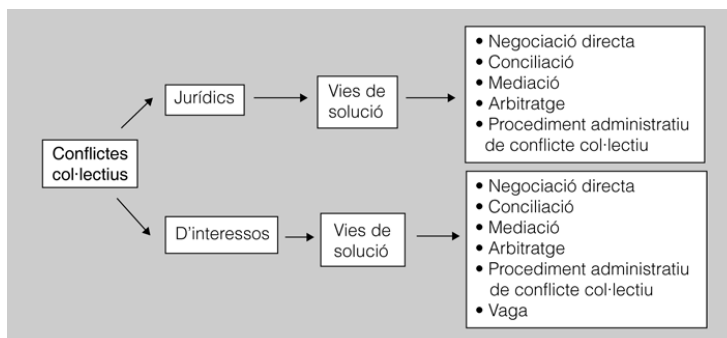 Conflictes
col·lectius
Jurídics
Vies de
solució
• Negociació directa
• Conciliació
• Mediació
• Arbitratge
• Procediment administratiu
de conflicte col·lectiu
D'interessos
Vies de
solució
• Negociació directa
• Conciliació
• Mediació
• Arbitratge
• Procediment administratiu
de conflicte col·lectiu
• Vaga